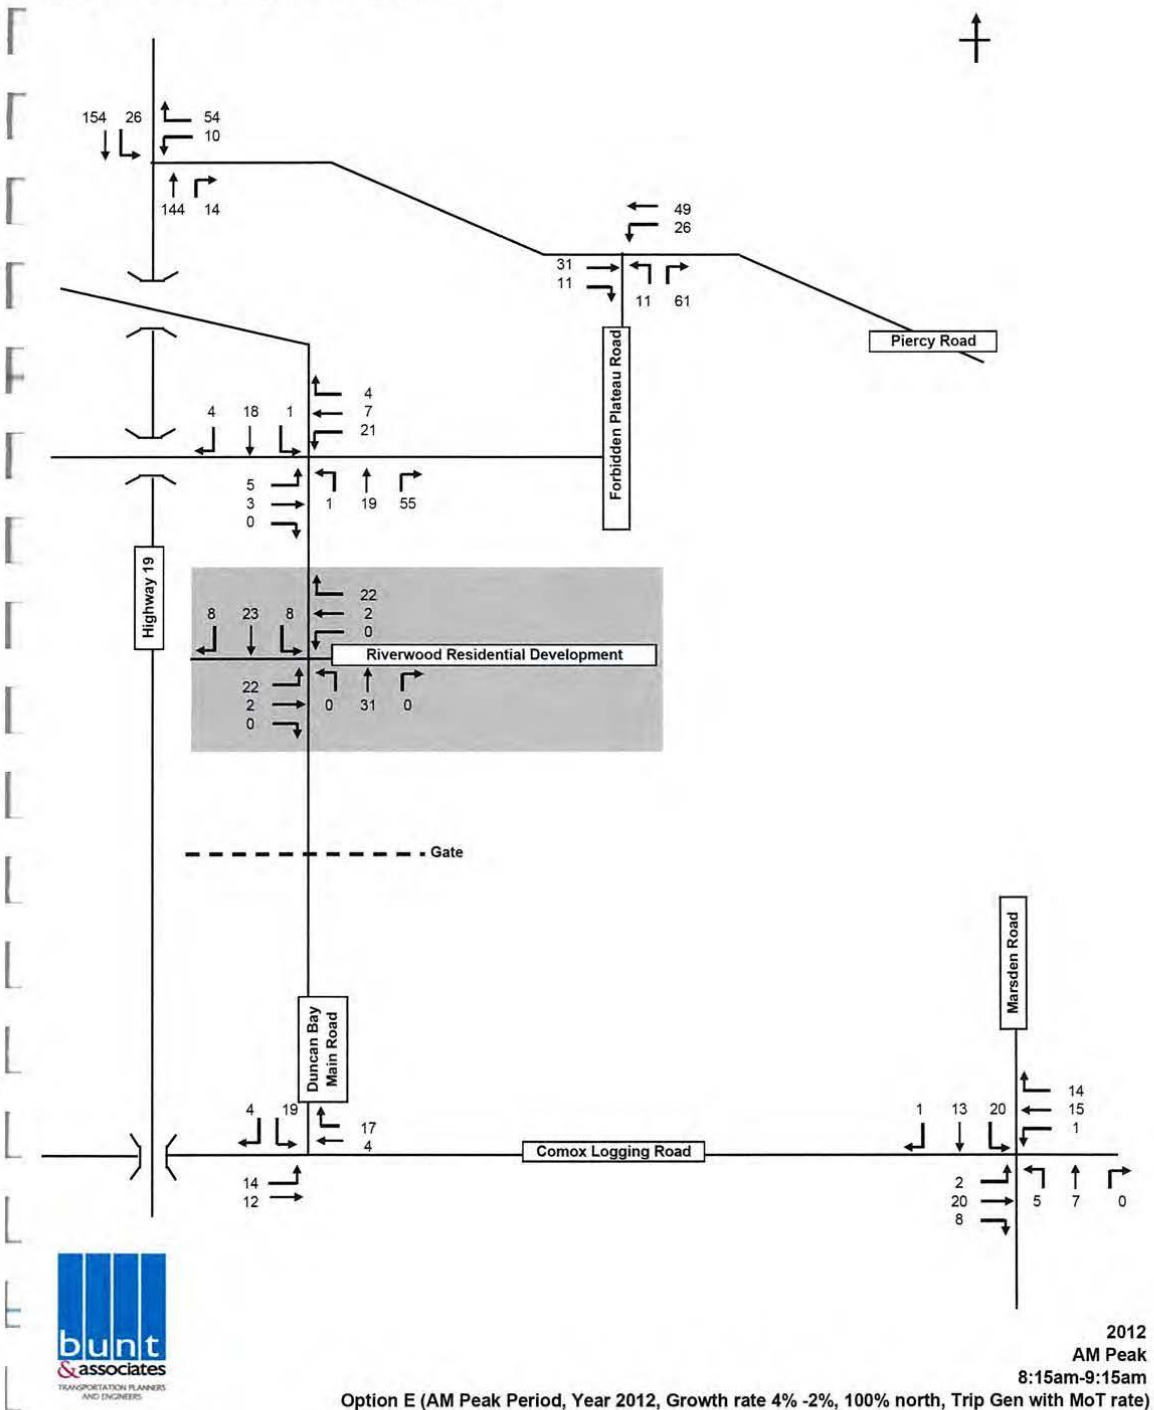 154 26 54
10
144 14
49
26
31
11
11 61
Piercy Road
Forbidden Plateau Road
4
4 18 1 7
21
5
3 1 19 55
0
Highway 19
22
8 23 8 2
0
Riverwood Residential Development
22
2 0 31 0
0
Gate
Marsden Road
Duncan Bay
Main Road
4 19
17
4
14
12
Comox Logging Road
14
1 13 20 15
1
2
20 5 7 0
8
bunt
& associates
TRANSPORTATION PLANNERS
AND ENGINEERS
2012
AM Peak
8:15am-9:15am
Option E (AM Peak Period, Year 2012, Growth rate 4% -2%, 100% north, Trip Gen with MoT rate)